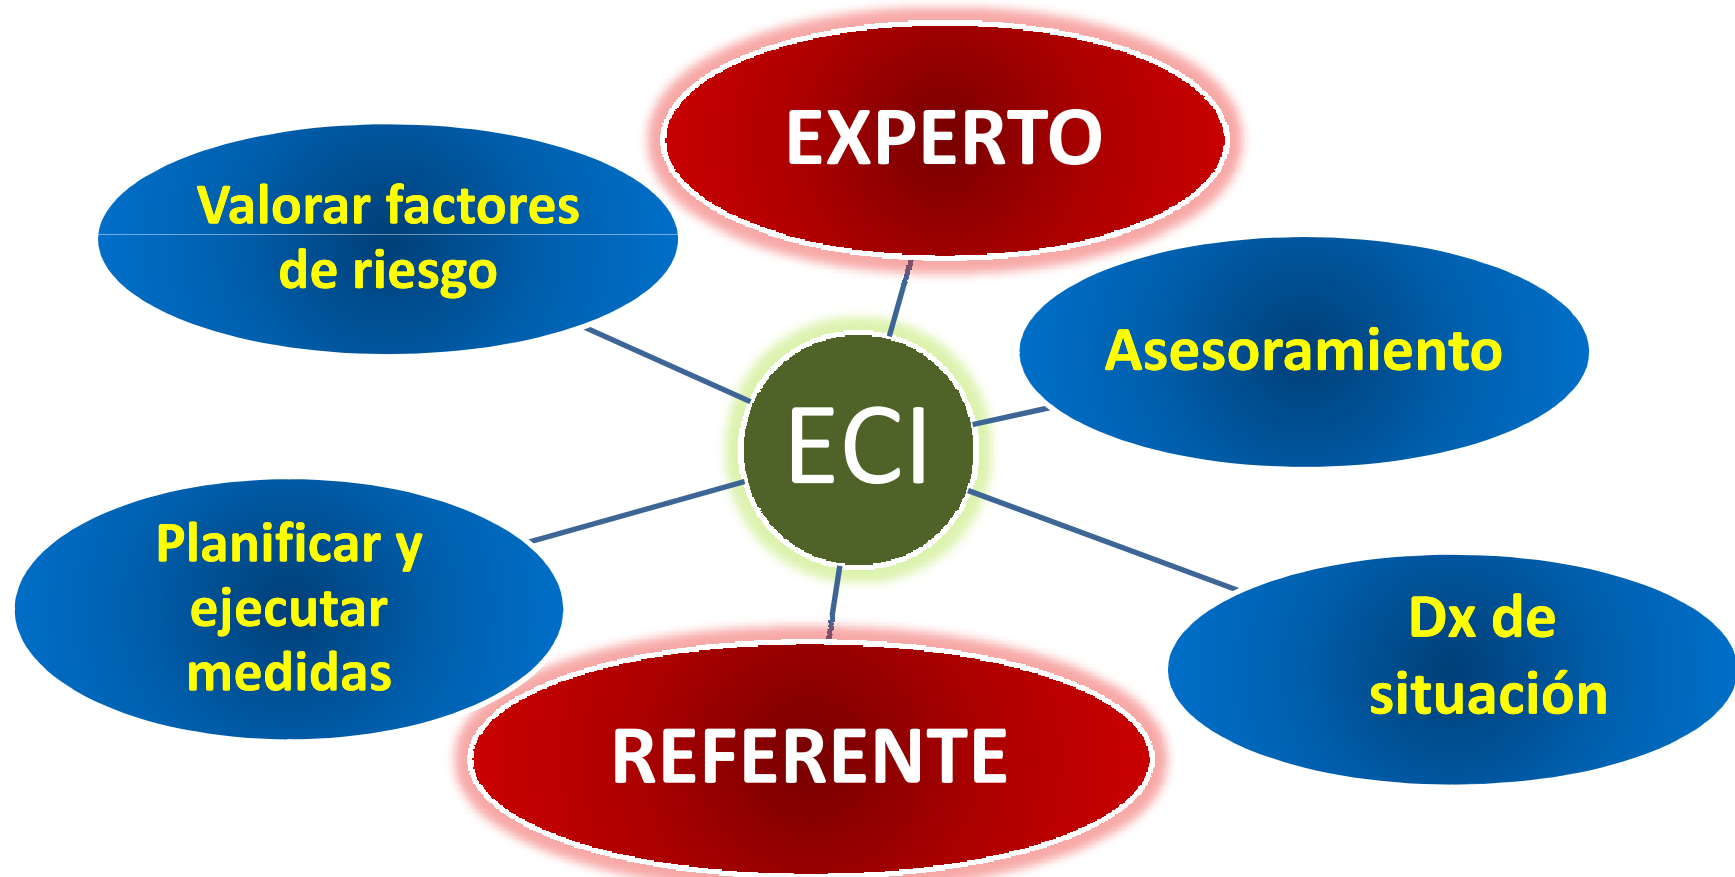 EXPERTO
Valorar factores
de riesgo
Asesoramiento
ECI
Planificar y
ejecutar
medidas
Dx de
situación
REFERENTE